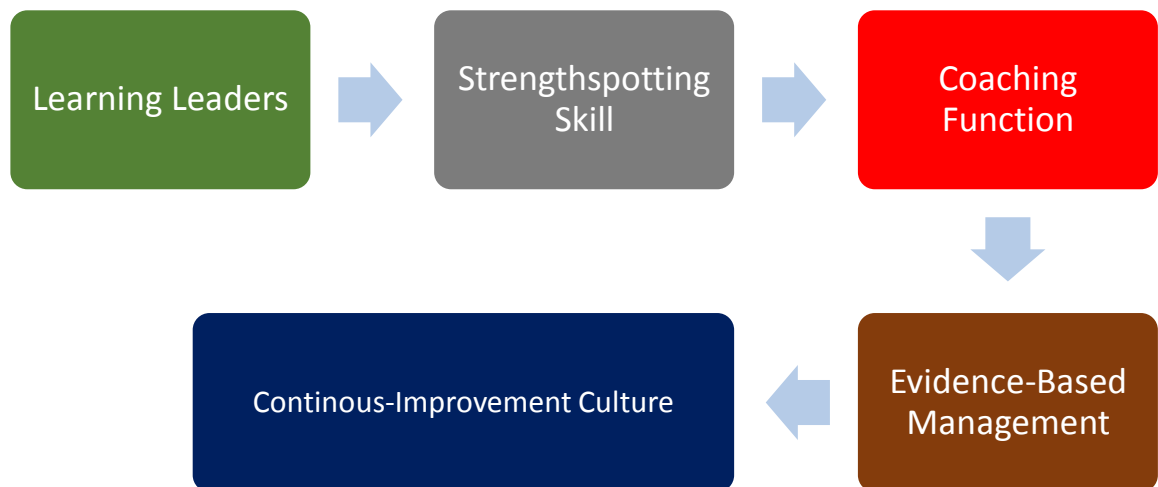 Learning Leaders
Strengthspotting
Skill
Coaching
Function
Evidence-Based
Management
Continous-Improvement Culture